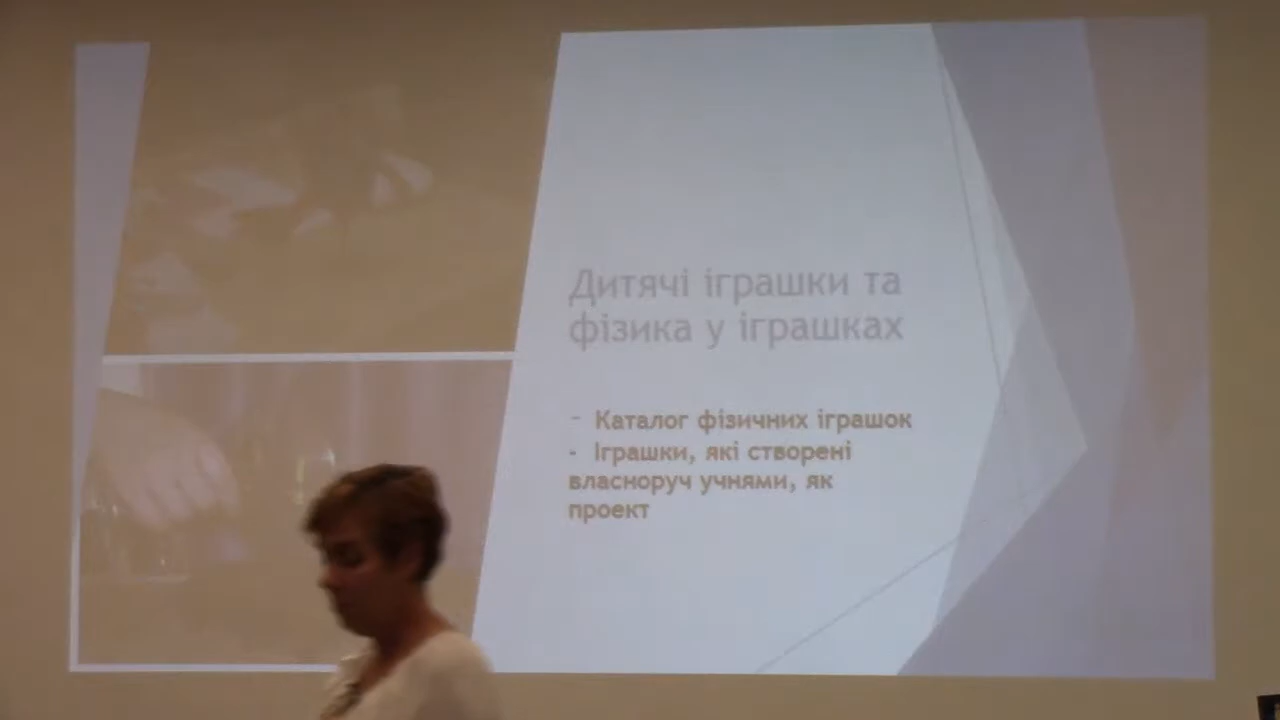 Дитячі іграшки та
фізика у іграшках
- Каталог фізичних іграшок
- Іграшки, які створені
власноруч учнями, як
проект